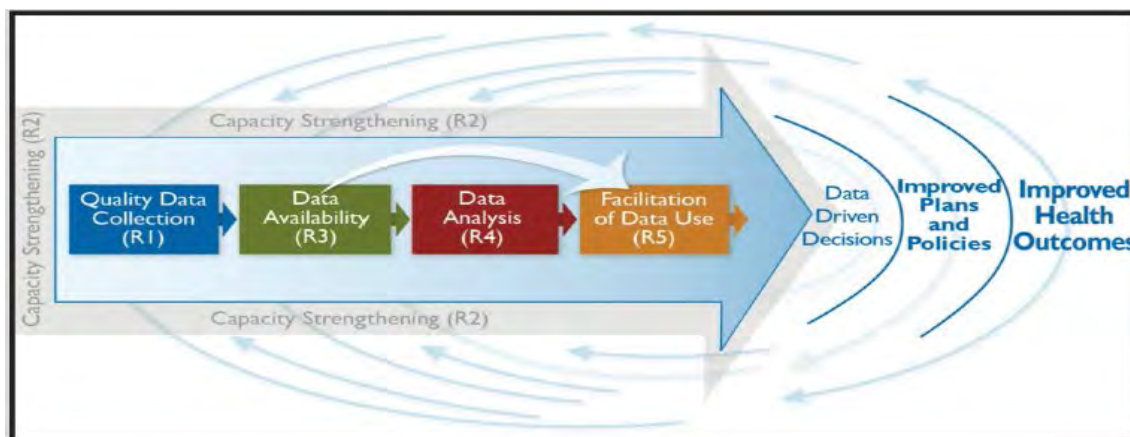 Capacity Strengthening (R2)
Capacity Strengthening (R2)
Quality Data
Collection
(R1)
Data
Availability
(R3)
Data
Analysis
(R4)
Facilitation
of Data Use
(R5)
Data
Driven
Decisions
Improved
Plans
and
Policies
Improved
Health
Outcomes
Capacity Strengthening (R2)